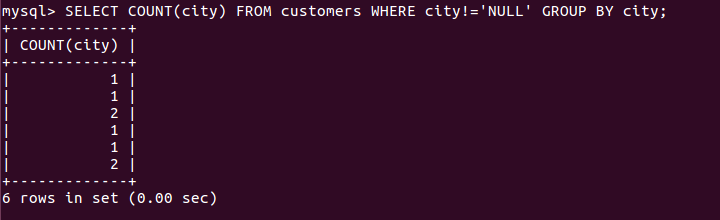 mysql> SELECT COUNT(city) FROM customers WHERE city!='NULL' GROUP BY city;
+-------------+
| COUNT(city) |
+-------------+
|           1 |
|           1 |
|           2 |
|           1 |
|           1 |
|           2 |
+-------------+
6 rows in set (0.00 sec)